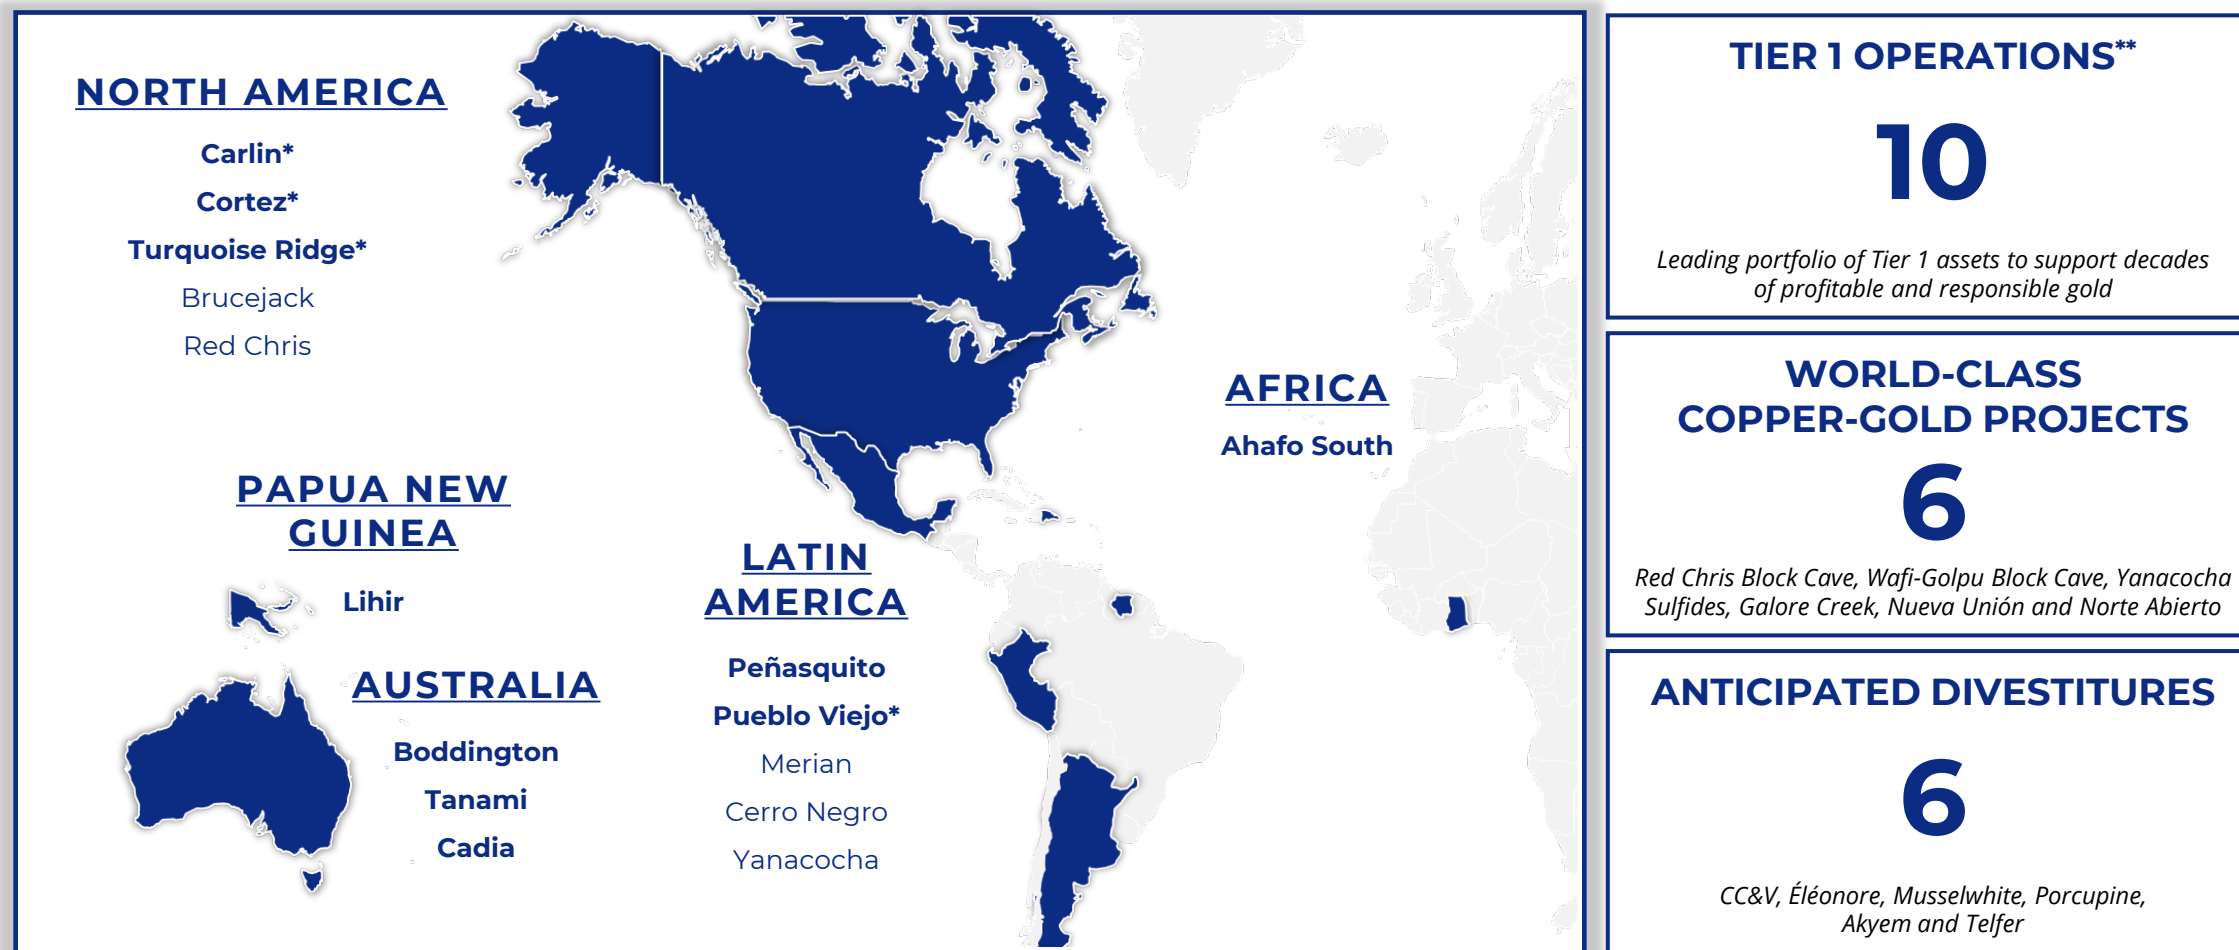 NORTH AMERICA
Carlin*
Cortez*
Turquoise Ridge*
Brucejack
Red Chris
PAPUA NEW
GUINEA
Lihir
AUSTRALIA
Boddington
Tanami
Cadia
LATIN
AMERICA
Peñasquito
Pueblo Viejo*
Merian
Cerro Negro
Yanacocha
AFRICA
Ahafo South
TIER 1 OPERATIONS**
10
Leading portfolio of Tier 1 assets to support decades
of profitable and responsible gold
WORLD-CLASS
COPPER-GOLD PROJECTS
6
Red Chris Block Cave, Wafi-Golpu Block Cave, Yanacocha
Sulfides, Galore Creek, Nueva Unión and Norte Abierto
ANTICIPATED DIVESTITURES
6
CC&V, Éléonore, Musselwhite, Porcupine,
Akyem and Telfer